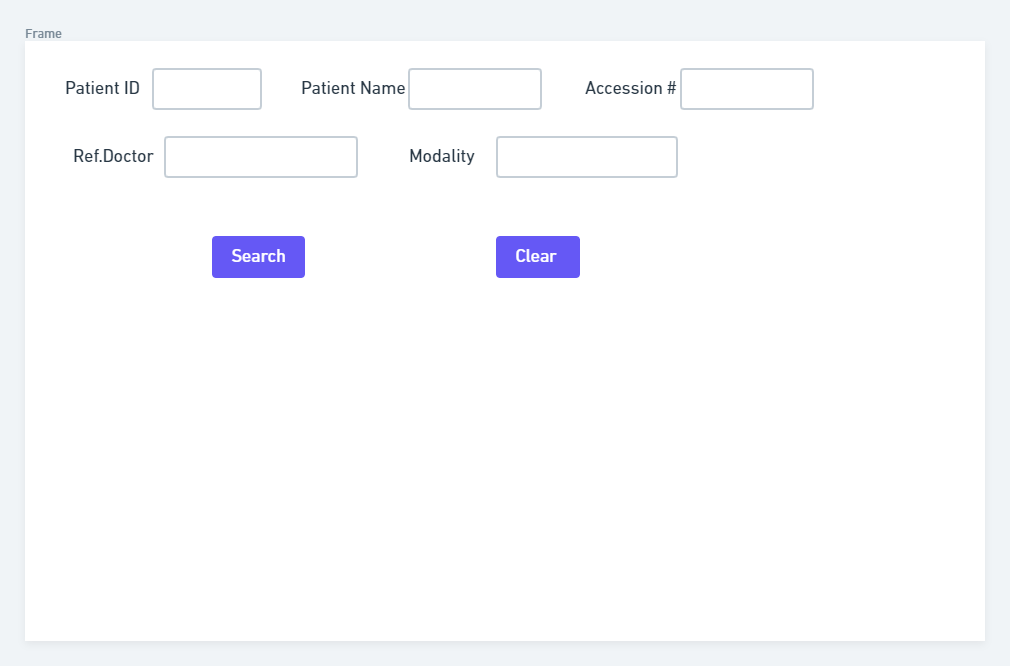 Frame
Patient ID Patient Name Accession #
Ref.Doctor Modality
Search Clear